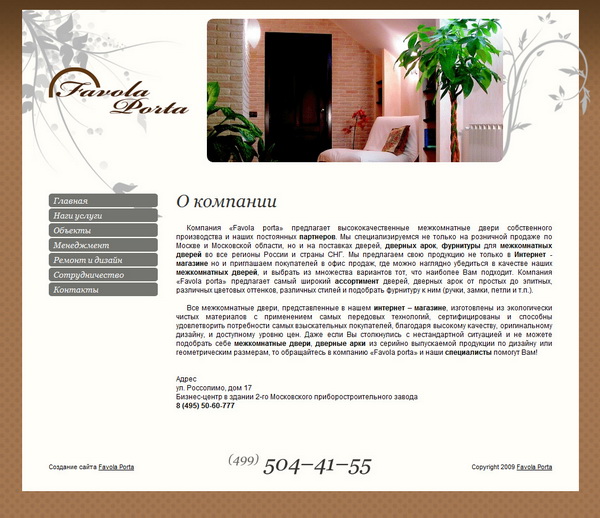 Favola
Porta
Главная
Наги услуги
Объекты
Менеджмент
Ремонт и дизайн
Сотрудничество
Контакты
О компании
Компания «Favola porta» предлагает высококачественные межкомнатные двери собственного
производства и наших постоянных партнеров. Мы специализируемся не только на розничной продаже по
Москве и Московской области, но и на поставках дверей, дверных арок, фурнитуры для межкомнатных
дверей во все регионы России и страны СНГ. Мы предлагаем свою продукцию не только в Интернет -
магазине но и приглашаем покупателей в офис продаж, где можно наглядно убедиться в качестве наших
межкомнатных дверей, и выбрать из множества вариантов тот, что наиболее Вам подходит. Компания
«Favola porta» предлагает самый широкий ассортимент дверей, дверных арок от простых до элитных,
различных цветовых оттенков, различных стилей и подобрать фурнитуру к ним (ручки, замки, петли и т.п.).
Все межкомнатные двери, представленные в нашем интернет – магазине, изготовлены из экологически
чистых материалов с применением самых передовых технологий, сертифицированы и способны
удовлетворить потребности самых взыскательных покупателей, благодаря высокому качеству, оригинальному
дизайну, и доступному уровню цен. Даже если Вы столкнулись с нестандартной ситуацией и не можете
подобрать себе межкомнатные двери, дверные арки из серийно выпускаемой продукции по дизайну или
геометрическим размерам, то обращайтесь в компанию «Favola porta» и наши специалисты помогут Вам!
Адрес
ул. Россолимо, дом 17
Бизнес-центр в здании 2-го Московского приборостроительного завода
8 (495) 50-60-777
Создание сайта Favola Porta
(499) 504–41–55
Copyright 2009 Favola Porta